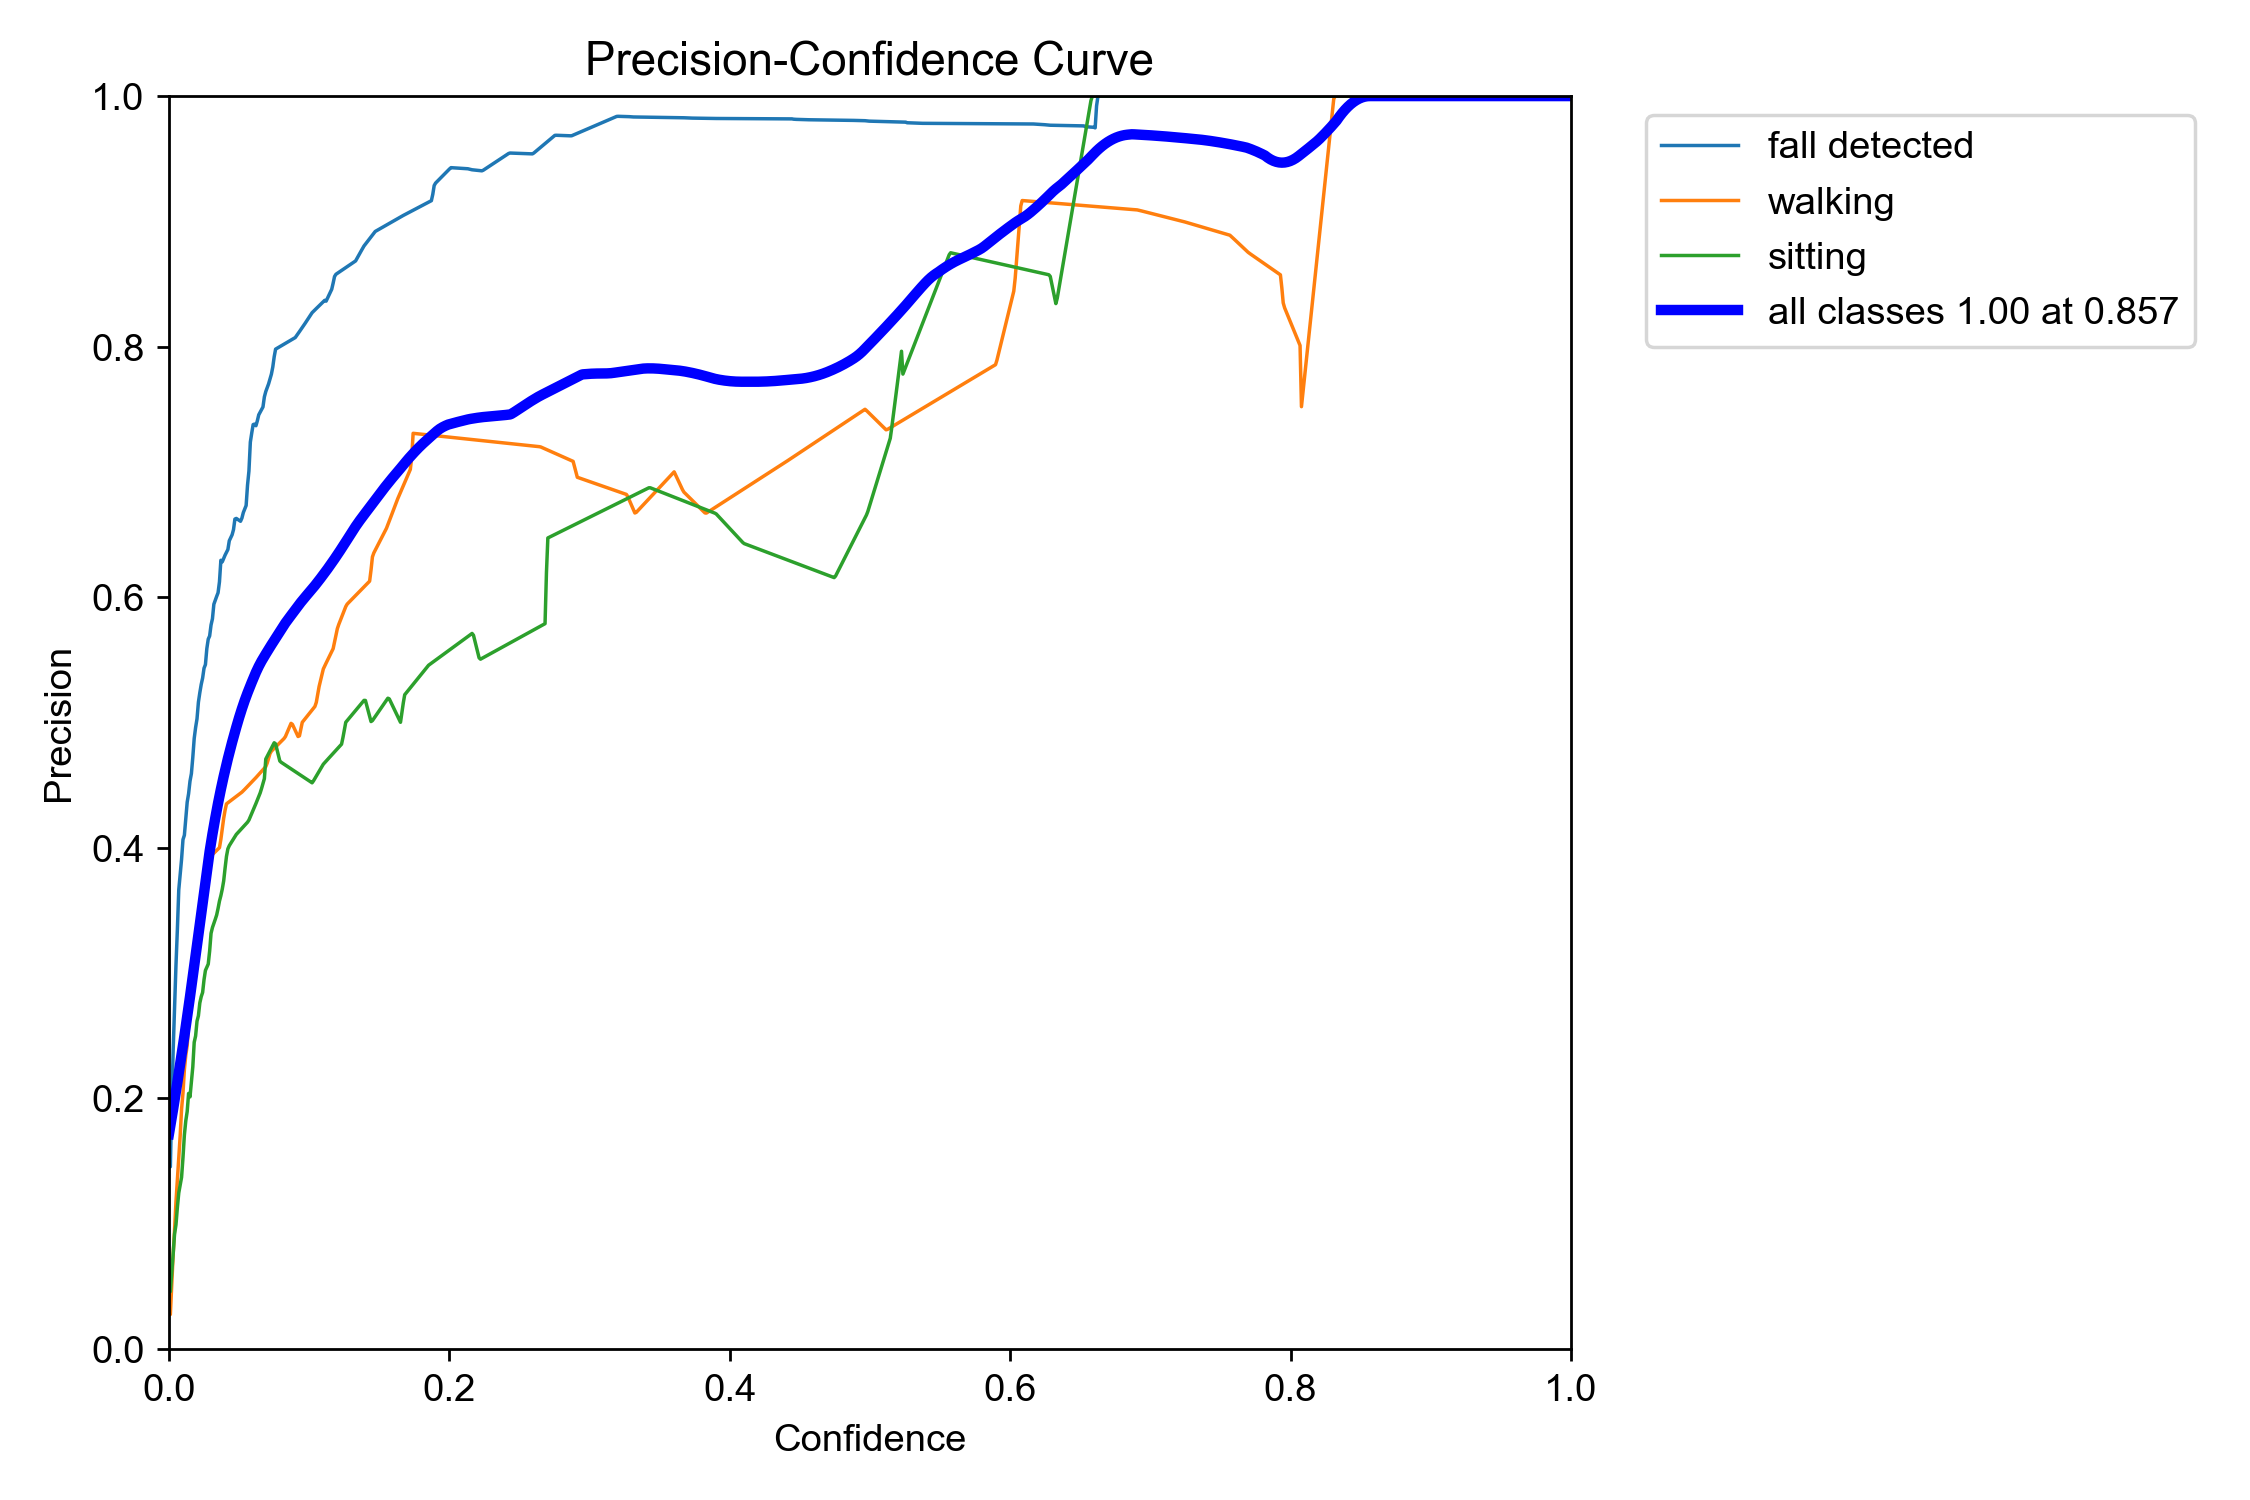 Precision-Confidence Curve
1.0
0.8
0.6
0.4
0.2
0.0
Precision
0.0 0.2 0.4 0.6 0.8 1.0
Confidence
fall detected
walking
sitting
all classes 1.00 at 0.857